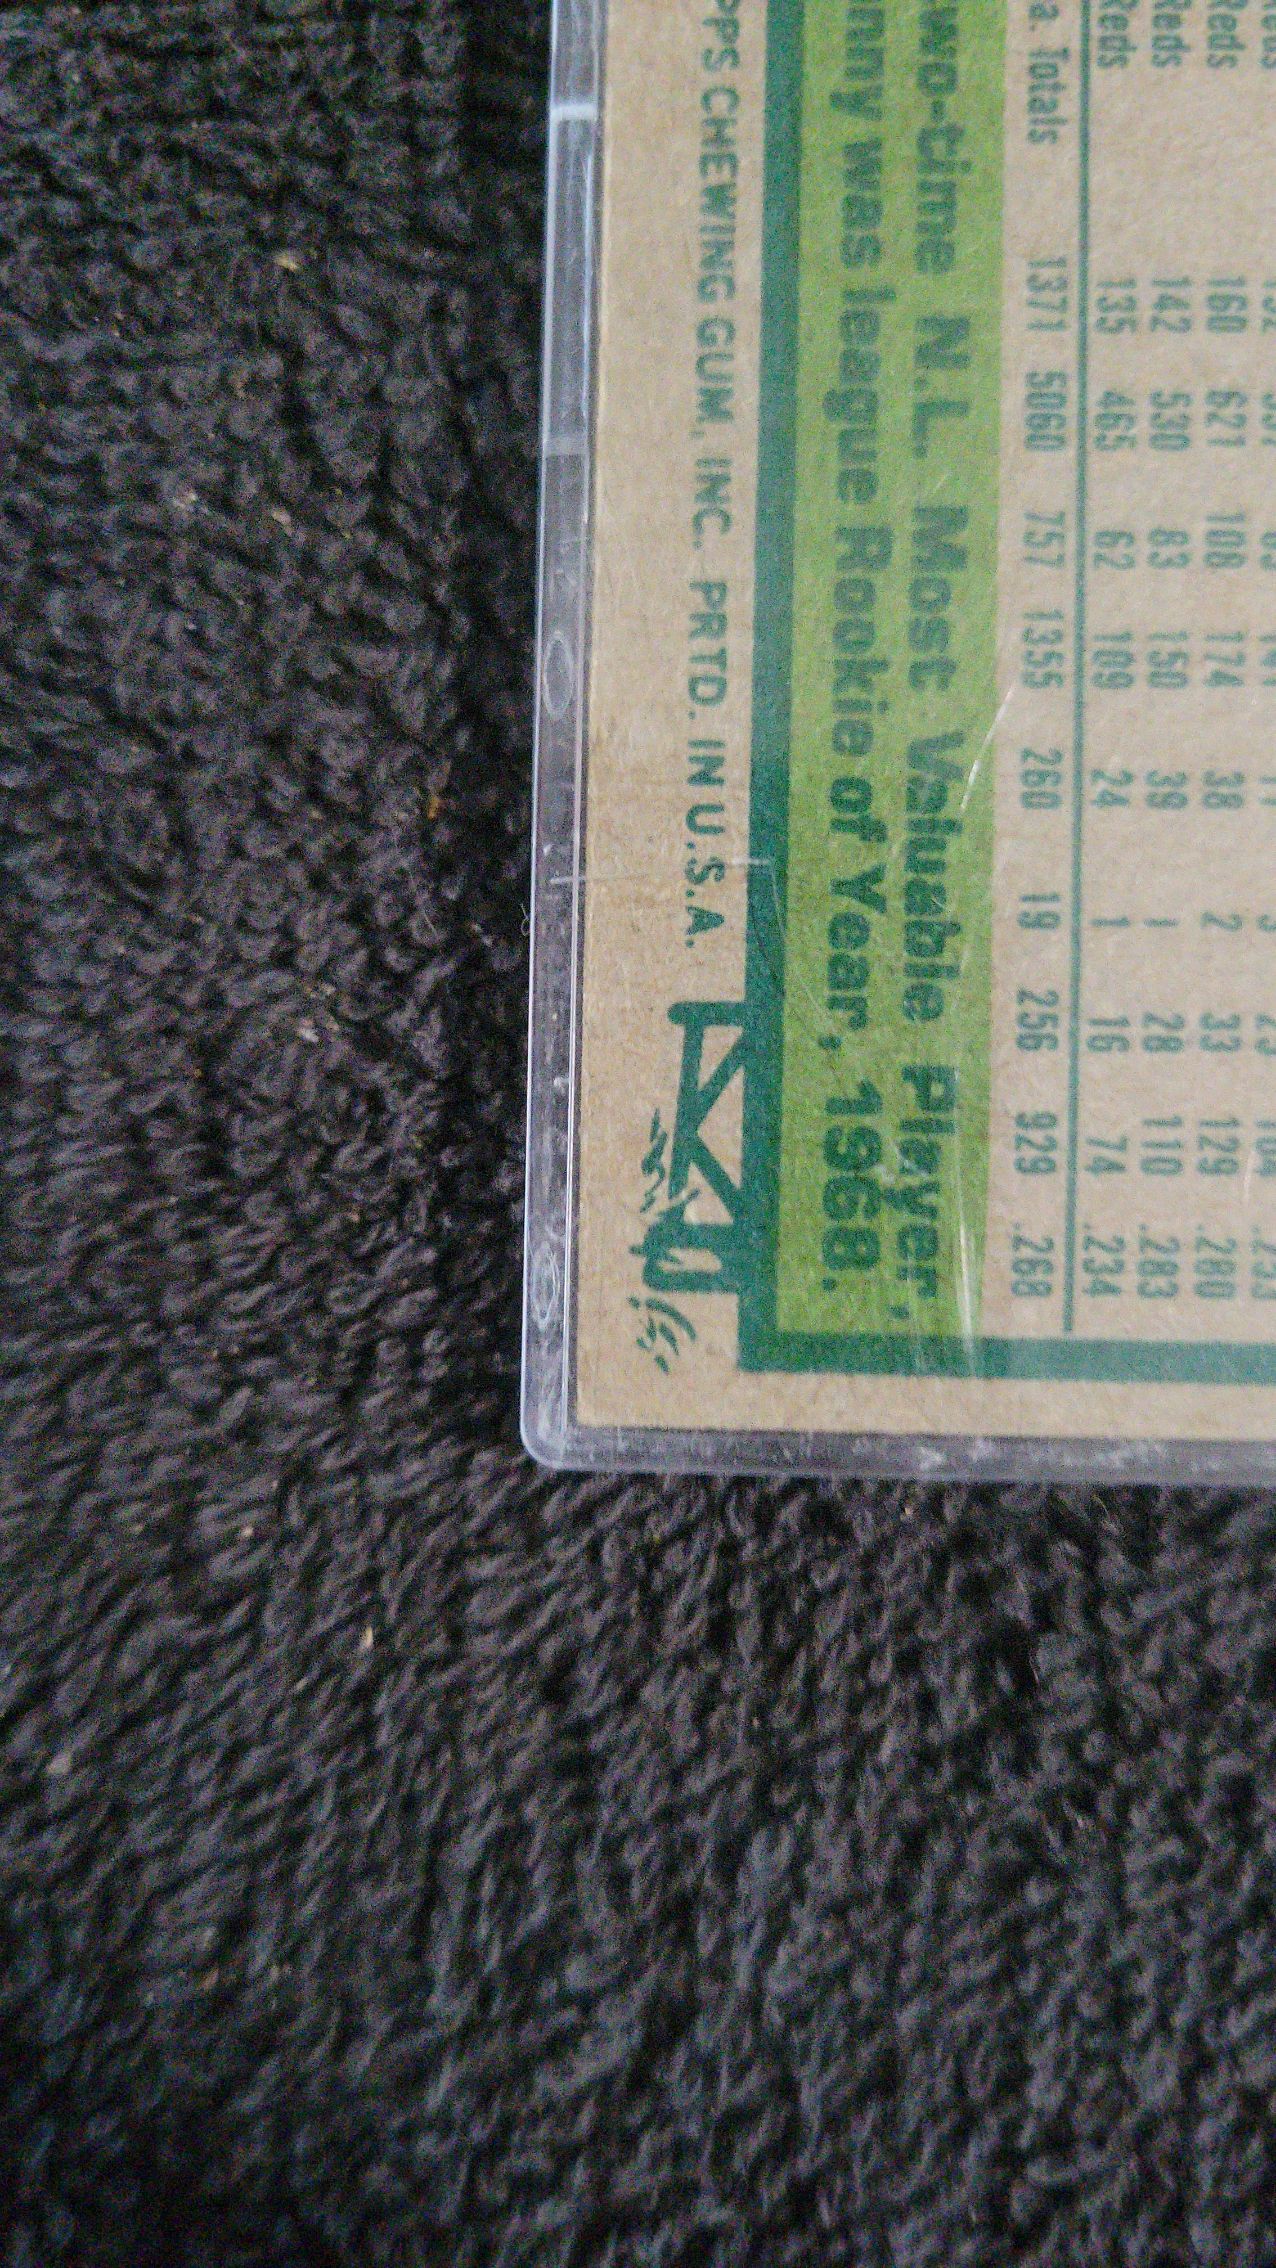 Reds 160 621 108 174 38 2 33 129 .280
Reds 142 530 83 150 39 1 28 110 .283
Reds 135 465 62 109 24 1 16 74 .234
a. Totals 1371 5060 757 1355 260 19 256 929 .268
wo-time N.L. Most Valuable Player,
nny was league Rookie of Year, 1968.
PPS CHEWING GUM, INC. PRTD. IN U.S.A.